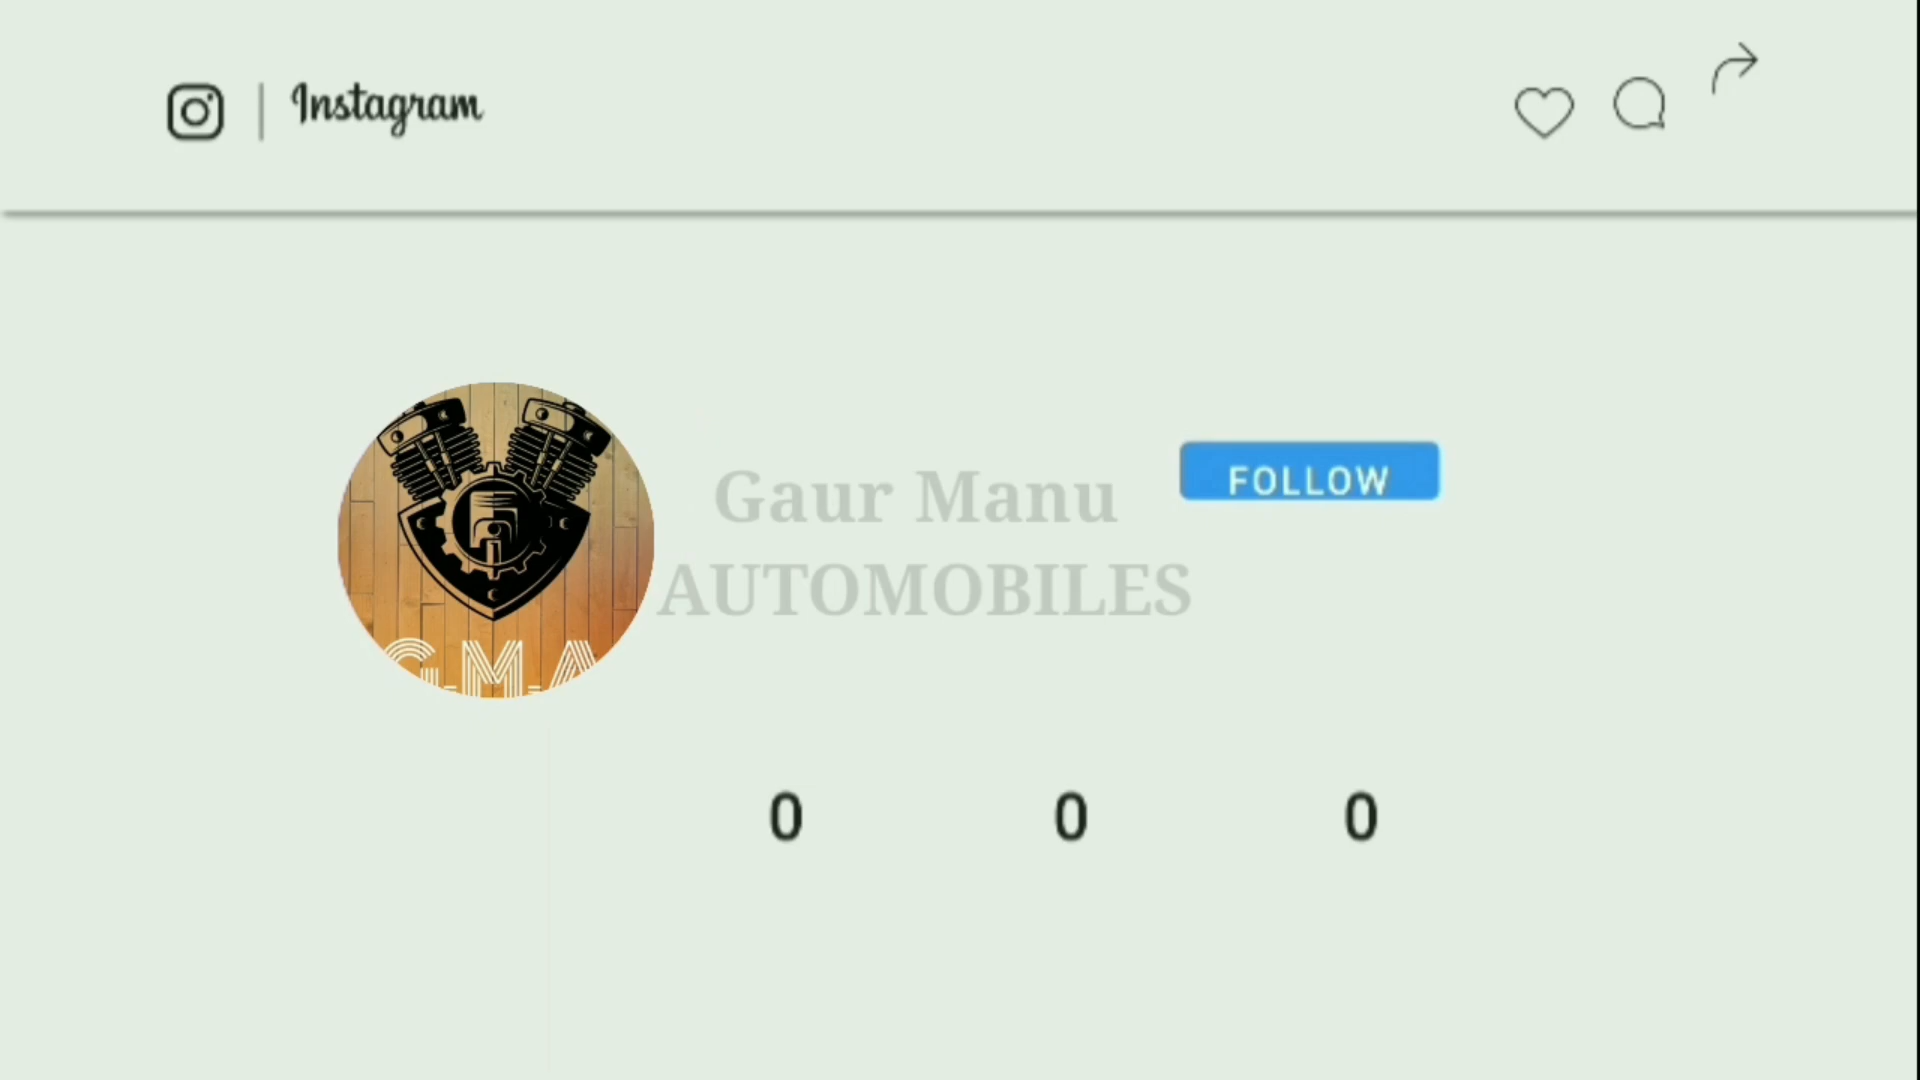 Instagram
Gaur Manu
FOLLOW
AUTOMOBILES
G-M-A
0 0 0